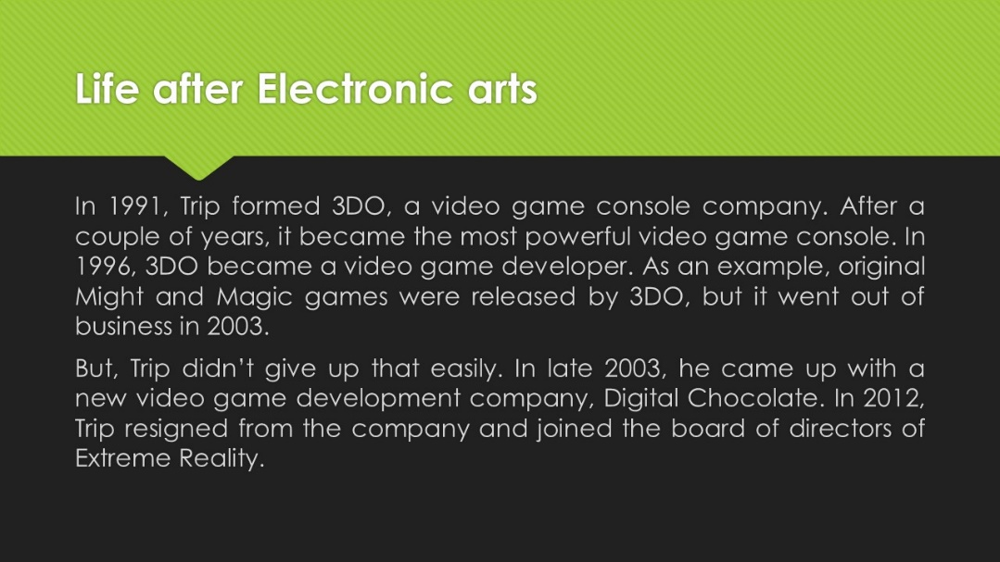 Life after Electronic arts
In 1991, Trip formed 3DO, a video game console company. After a
couple of years, it became the most powerful video game console. In
1996, 3DO became a video game developer. As an example, original
Might and Magic games were released by 3DO, but it went out of
business in 2003.
But, Trip didn’t give up that easily. In late 2003, he came up with a
new video game development company, Digital Chocolate. In 2012,
Trip resigned from the company and joined the board of directors of
Extreme Reality.